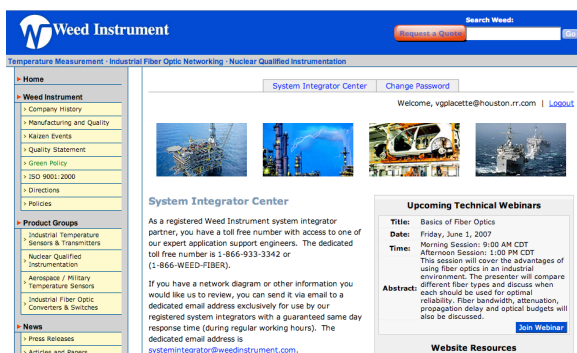 Weed Instrument
Search Weed:
Request a Quote
Go
Temperature Measurement · Industrial Fiber Optic Networking · Nuclear Qualified Instrumentation
Home
Weed Instrument
> Company History
> Manufacturing and Quality
> Kaizen Events
> Quality Statement
> Green Policy
> ISO 9001:2000
> Directions
> Policies
Product Groups
> Industrial Temperature
Sensors & Transmitters
> Nuclear Qualified
Instrumentation
> Aerospace / Military
Temperature Sensors
> Industrial Fiber Optic
Converters & Switches
News
> Press Releases
> Articles and Papers
System Integrator Center
Change Password
Welcome, vgplacette@houston.rr.com | Logout
System Integrator Center
As a registered Weed Instrument system integrator
partner, you have a toll free number with access to one of
our expert application support engineers. The dedicated
toll free number is 1-866-933-3342 or
(1-866-WEED-FIBER).
If you have a network diagram or other information you
would like to review, you can send it via email to a
dedicated email address exclusively for use by our
registered system integrators with a guaranteed same day
response time (during regular working hours). The
dedicated email address is
systemintegrator@weedinstrument.com.
Upcoming Technical Webinars
Title: Basics of Fiber Optics
Date: Friday, June 1, 2007
Time: Morning Session: 9:00 AM CDT
Afternoon Session: 1:00 PM CDT
This session will cover the advantages of
using fiber optics in an industrial
environment. The presenter will compare
Abstract: different fiber types and discuss when
each should be used for optimal
reliability. Fiber bandwidth, attenuation,
propagation delay and optical budgets will
also be discussed.
Join Webinar
Website Resources